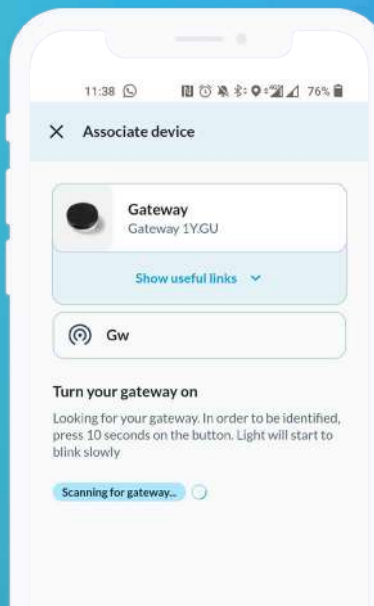 11:38 76%
Associate device
Gateway
Gateway 1Y.GU
Show useful links
Gw
Turn your gateway on
Looking for your gateway. In order to be identified,
press 10 seconds on the button. Light will start to
blink slowly
Scanning for gateway...